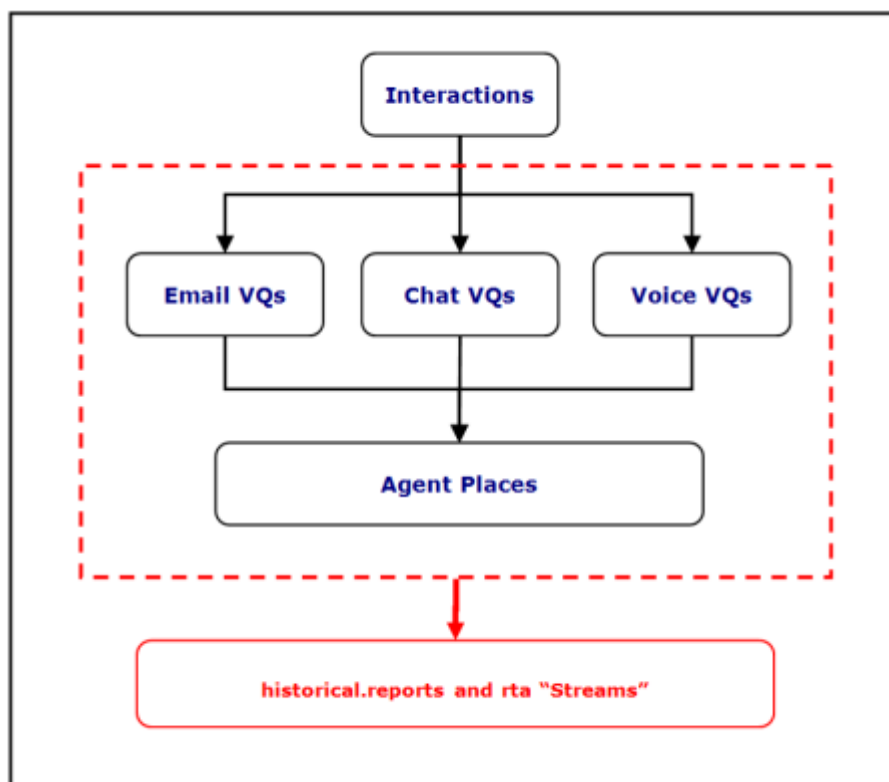 Interactions
Email VQs
Chat VQs
Voice VQs
Agent Places
historical.reports and rta “Streams”